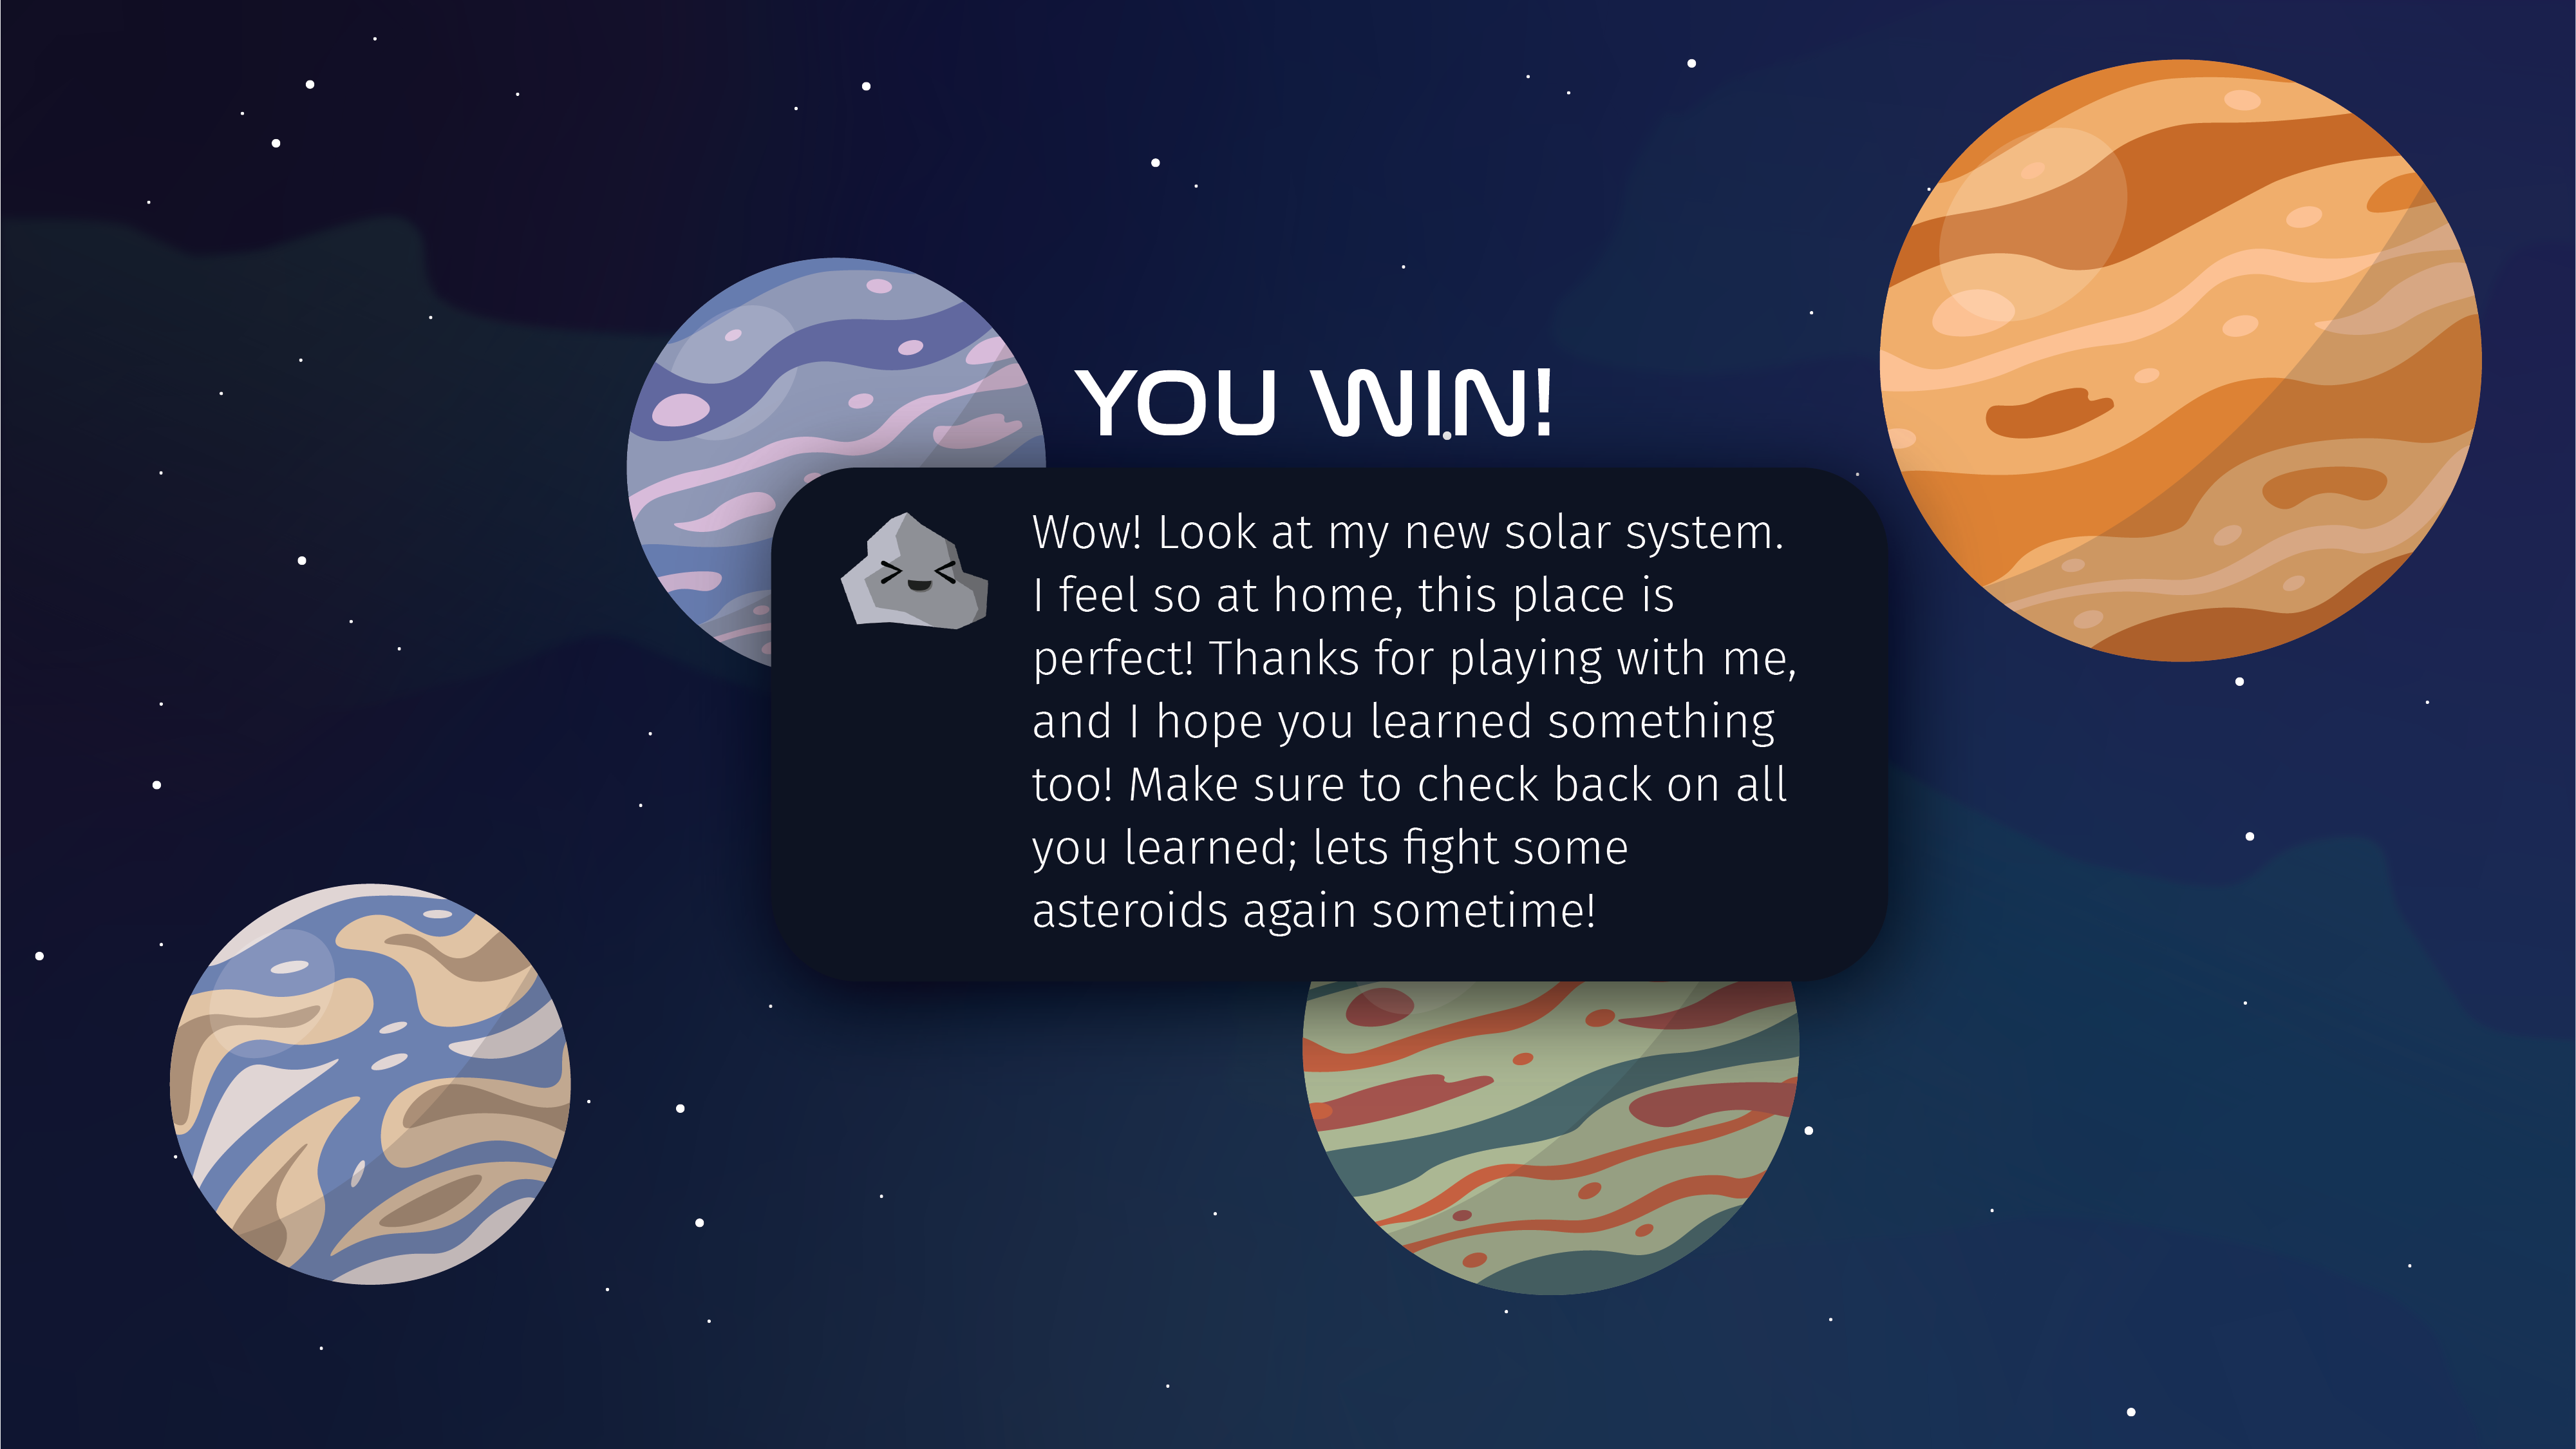 YOU WIN!
Wow! Look at my new solar system.
I feel so at home, this place is
perfect! Thanks for playing with me,
and I hope you learned something
too! Make sure to check back on all
you learned; lets fight some
asteroids again sometime!